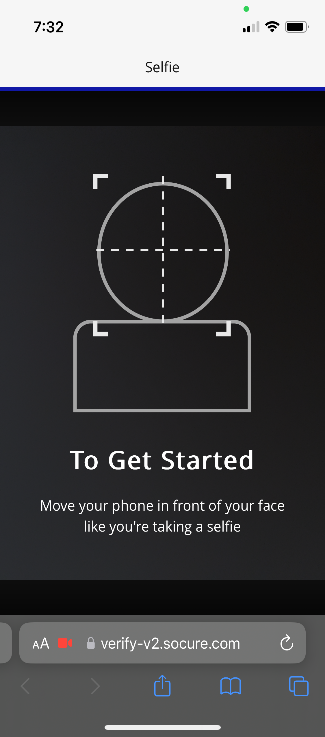 7:32
Selfie
To Get Started
Move your phone in front of your face
like you're taking a selfie
AA verify-v2.socure.com